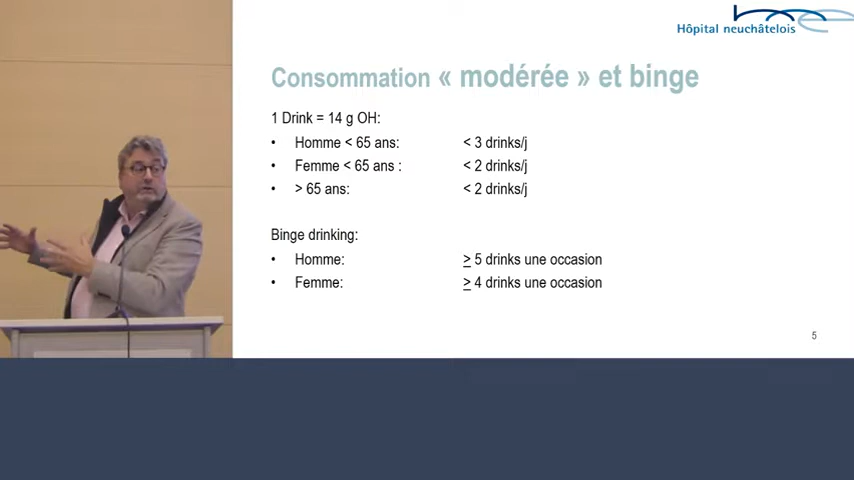 Hôpital neuchâtelois
Consommation « modérée » et binge
1 Drink = 14 g OH:
• Homme < 65 ans: < 3 drinks/j
• Femme < 65 ans : < 2 drinks/j
• > 65 ans: < 2 drinks/j
Binge drinking:
• Homme: ≥ 5 drinks une occasion
• Femme: ≥ 4 drinks une occasion
5